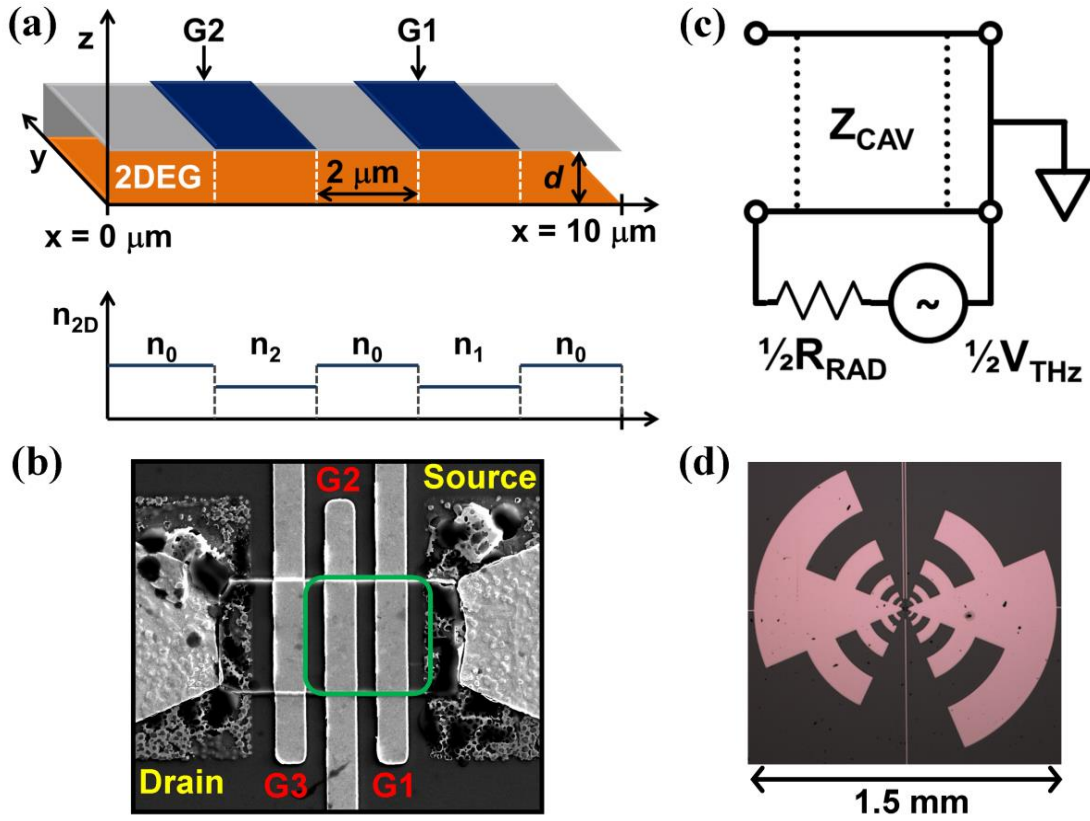 (a)
z
G2
G1
y
2DEG
2 μm
d
x = 0 μm
x = 10 μm
n2D
n0
n2
n0
n1
n0
(b)
G2
Source
Drain
G3
G1
(c)
ZCAV
~
½RRAD
½VTHz
(d)
1.5 mm